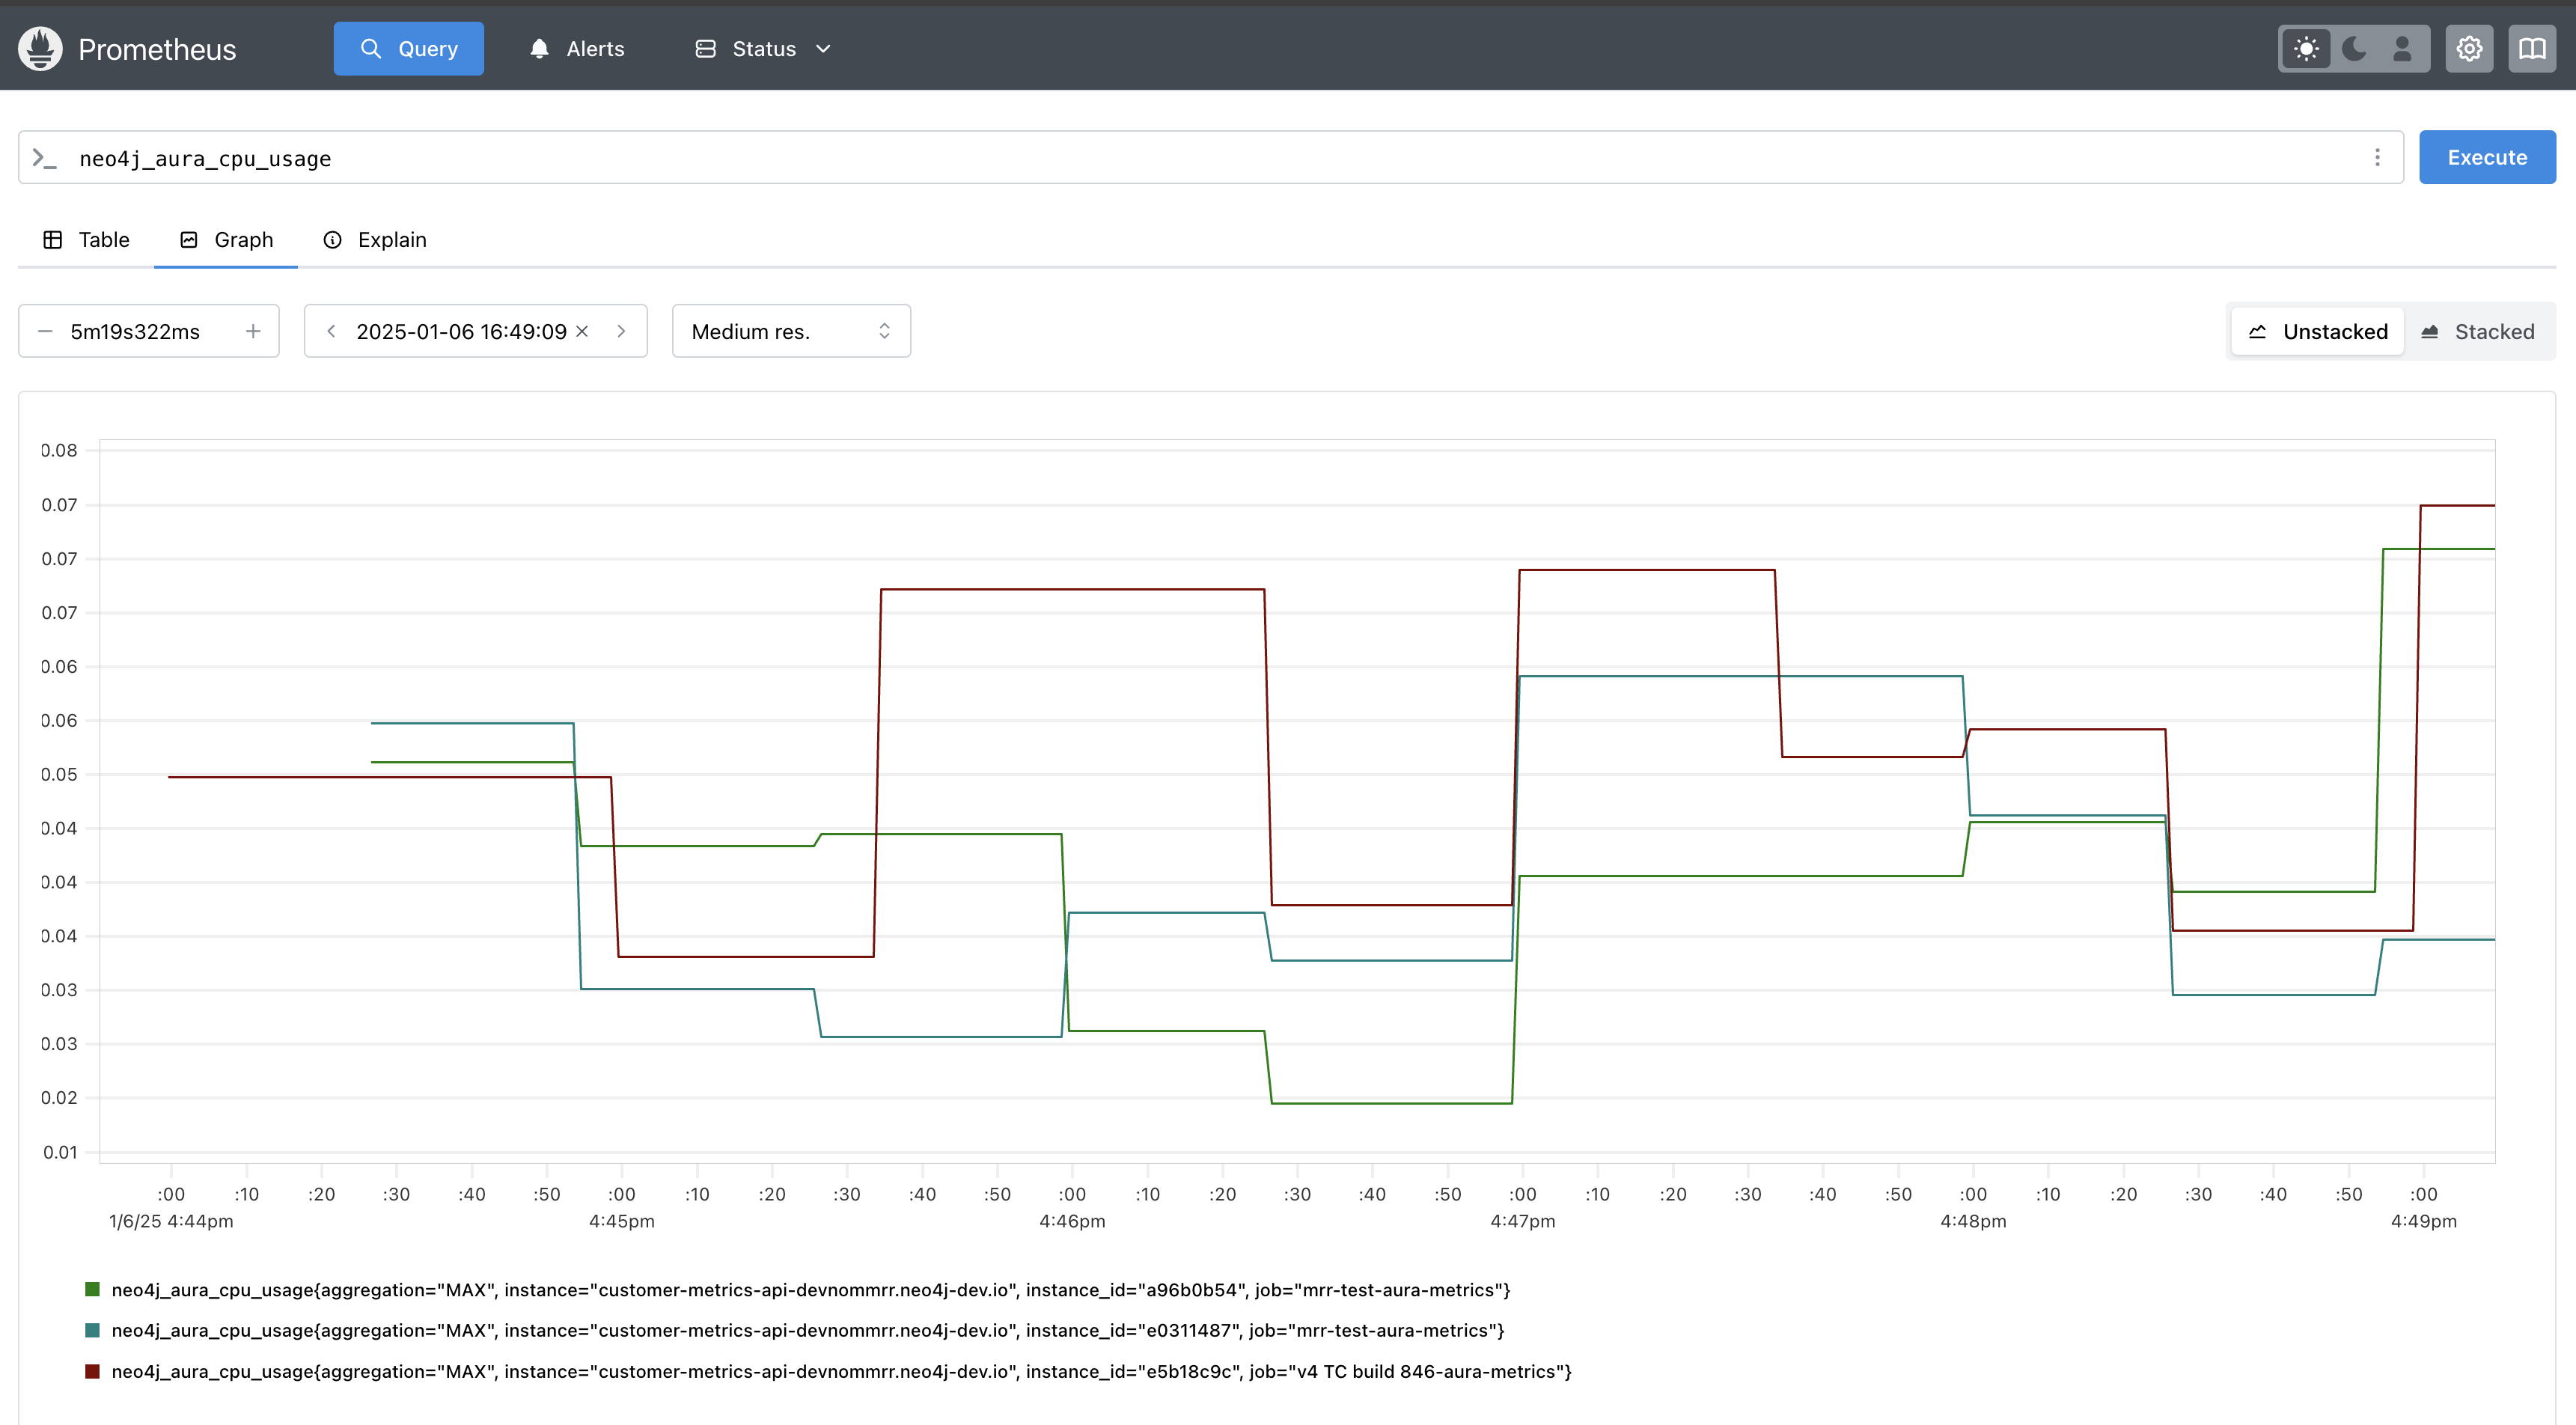 Prometheus Query Alerts Status
neo4j_aura_cpu_usage Execute
Table Graph Explain
5m19s322ms 2025-01-06 16:49:09 Medium res. Unstacked Stacked
0.08
0.07
0.07
0.07
0.06
0.06
0.05
0.04
0.04
0.04
0.03
0.03
0.02
0.01
:00 :10 :20 :30 :40 :50 :00 :10 :20 :30 :40 :50 :00 :10 :20 :30 :40 :50 :00 :10 :20 :30 :40 :50 :00 :10 :20 :30 :40 :50 :00
1/6/25 4:44pm 4:45pm 4:46pm 4:47pm 4:48pm 4:49pm
neo4j_aura_cpu_usage{aggregation="MAX", instance="customer-metrics-api-devnommrr.neo4j-dev.io", instance_id="a96b0b54", job="mrr-test-aura-metrics"}
neo4j_aura_cpu_usage{aggregation="MAX", instance="customer-metrics-api-devnommrr.neo4j-dev.io", instance_id="e0311487", job="mrr-test-aura-metrics"}
neo4j_aura_cpu_usage{aggregation="MAX", instance="customer-metrics-api-devnommrr.neo4j-dev.io", instance_id="e5b18c9c", job="v4 TC build 846-aura-metrics"}